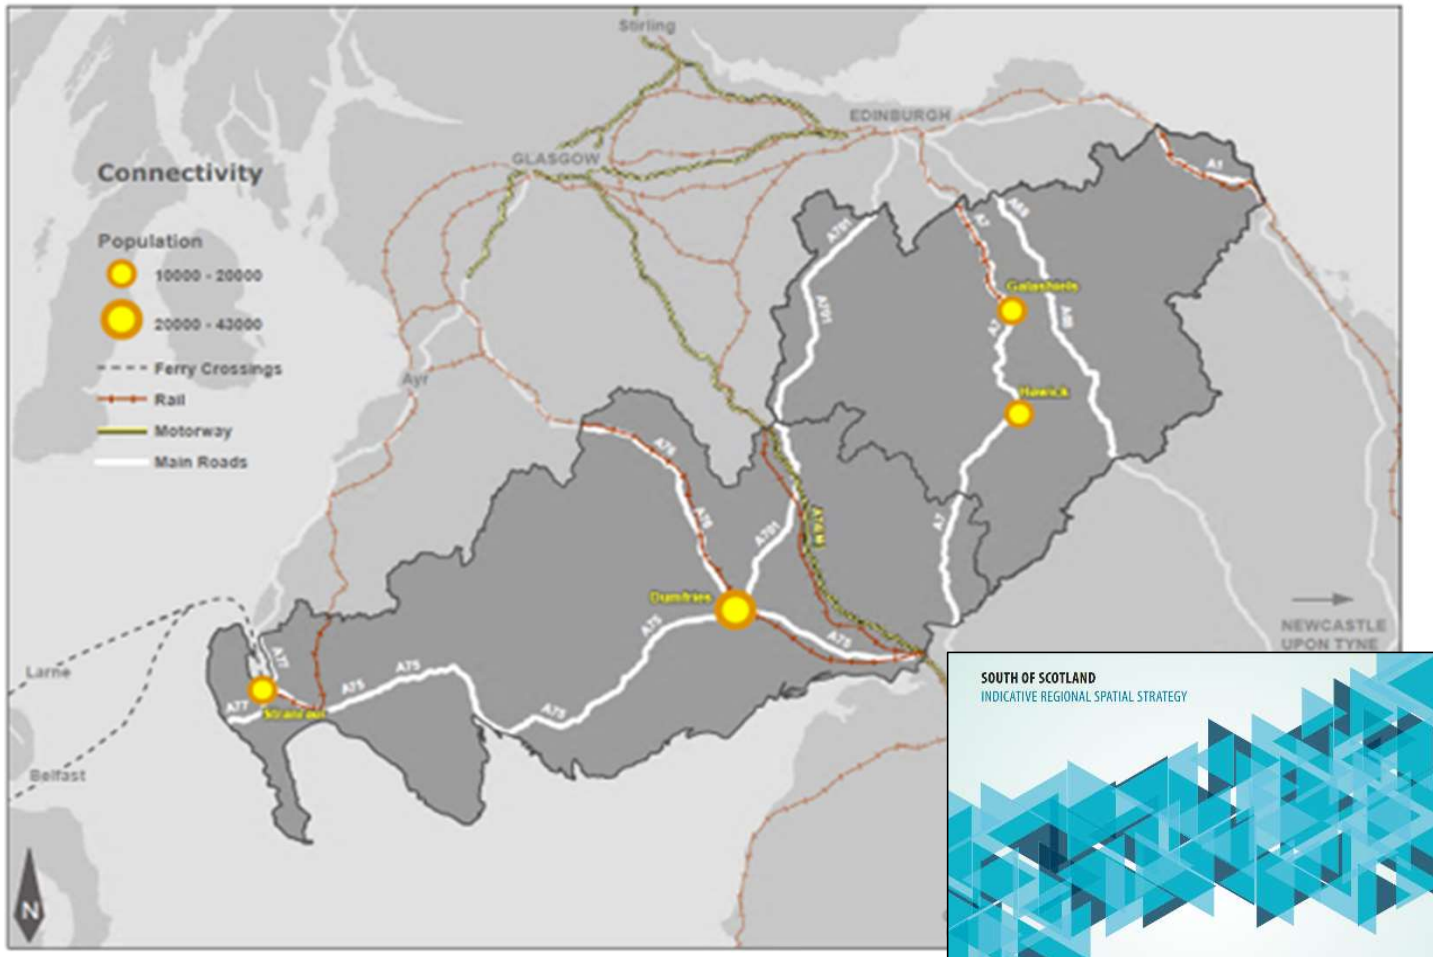 Stirling
EDINBURGH
GLASGOW
Connectivity
Population
10000 - 20000
20000 - 43000
Ferry Crossings
Rail
Motorway
Main Roads
Ayr
A1
A701
A68
A7
A701
Galashiels
A68
A7
Hawick
A76
A76
A701
A74(M)
A7
Dumfries
A75
A75
A77
A75
A75
A75
A77
Stranraer
Larne
Belfast
NEWCASTLE
UPON TYNE
N
SOUTH OF SCOTLAND
INDICATIVE REGIONAL SPATIAL STRATEGY